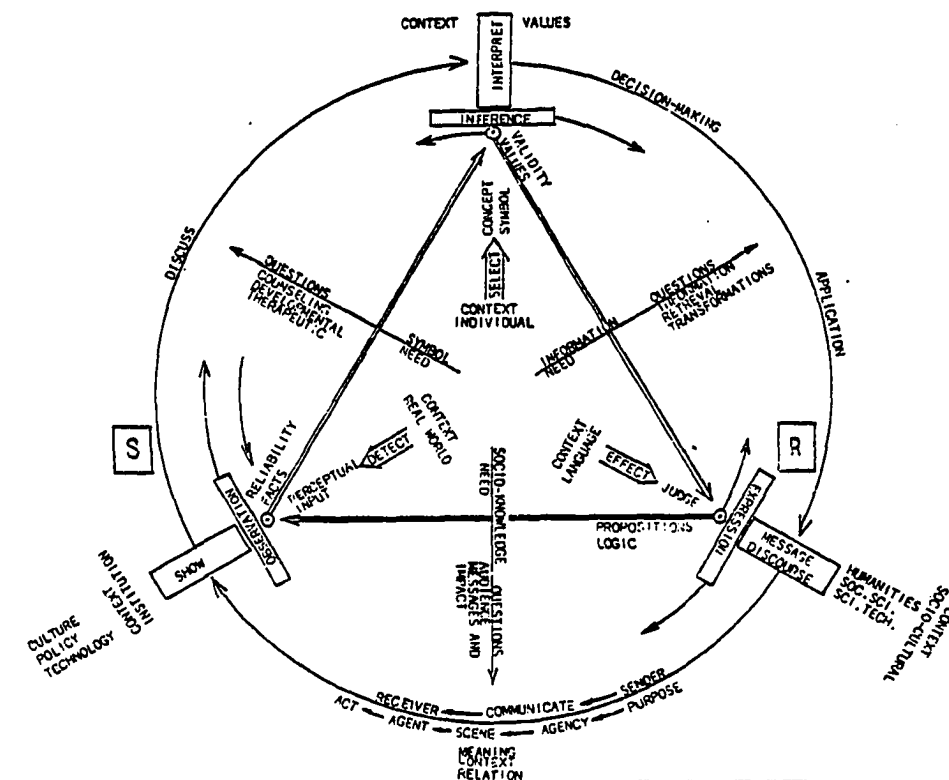 CONTEXT VALUES
INTERPRET
DECISION-MAKING
INFERENCE
VALIDITY
VALUES
CONCEPT
SYMBOL
SELECT
CONTEXT
INDIVIDUAL
DISCUSS
QUESTIONS
COUNSELING
DEVELOPMENTAL
THERAPEUTIC
SYMBOL
NEED
QUESTIONS
INFORMATION
RETRIEVAL
TRANSFORMATIONS
INFORMATION
NEED
APPLICATION
S
RELIABILITY
FACTS
CONTEXT
REAL WORLD
DETECT
PERCEPTUAL
INPUT
OBSERVATION
SHOW
CONTEXT
INSTITUTION
CULTURE
POLICY
TECHNOLOGY
CONTEXT
LANGUAGE
EFFECT
JUDGE
R
EXPRESSION
MESSAGE
DISCOURSE
PROPOSITIONS
LOGIC
HUMANITIES
SOC.SCI.
SCI.TECH.
CONTEXT
SOCIO-CULTURAL
SOCIO-KNOWLEDGE
NEED
QUESTIONS
AUDIENCE
MESSAGES AND
IMPACT
RECEIVER COMMUNICATE SENDER
ACT AGENT SCENE AGENCY PURPOSE
MEANING
CONTEXT
RELATION